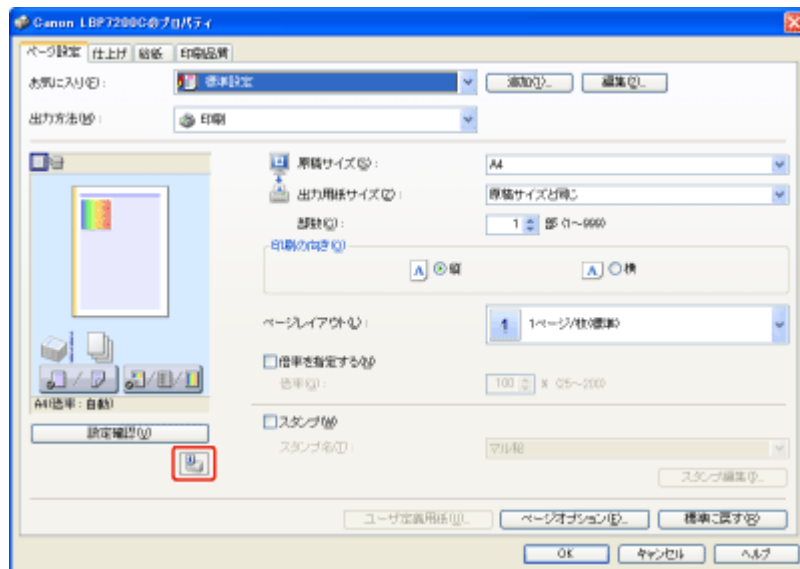 Canon LBP7200Cのプロパティ
ページ設定 仕上げ 給紙 印刷品質
お気に入り(F): 標準設定 追加(1)... 編集(2)...
出力方法(M): 印刷
原稿サイズ(S): A4
出力用紙サイズ(Z): 原稿サイズと同じ
部数(C): 1 部 (1～999)
印刷の向き(O)
A 縦 A 横
ページレイアウト(L): 1 1ページ/枚(標準)
倍率を指定する(N)
倍率(G): 100 % (25～200)
A4(倍率: 自動)
設定確認(V)
スタンプ(W)
スタンプ名(T): マル秘
スタンプ編集(I)...
ユーザ定義用紙(U)... ページオプション(E)... 標準に戻す(R)
OK キャンセル ヘルプ